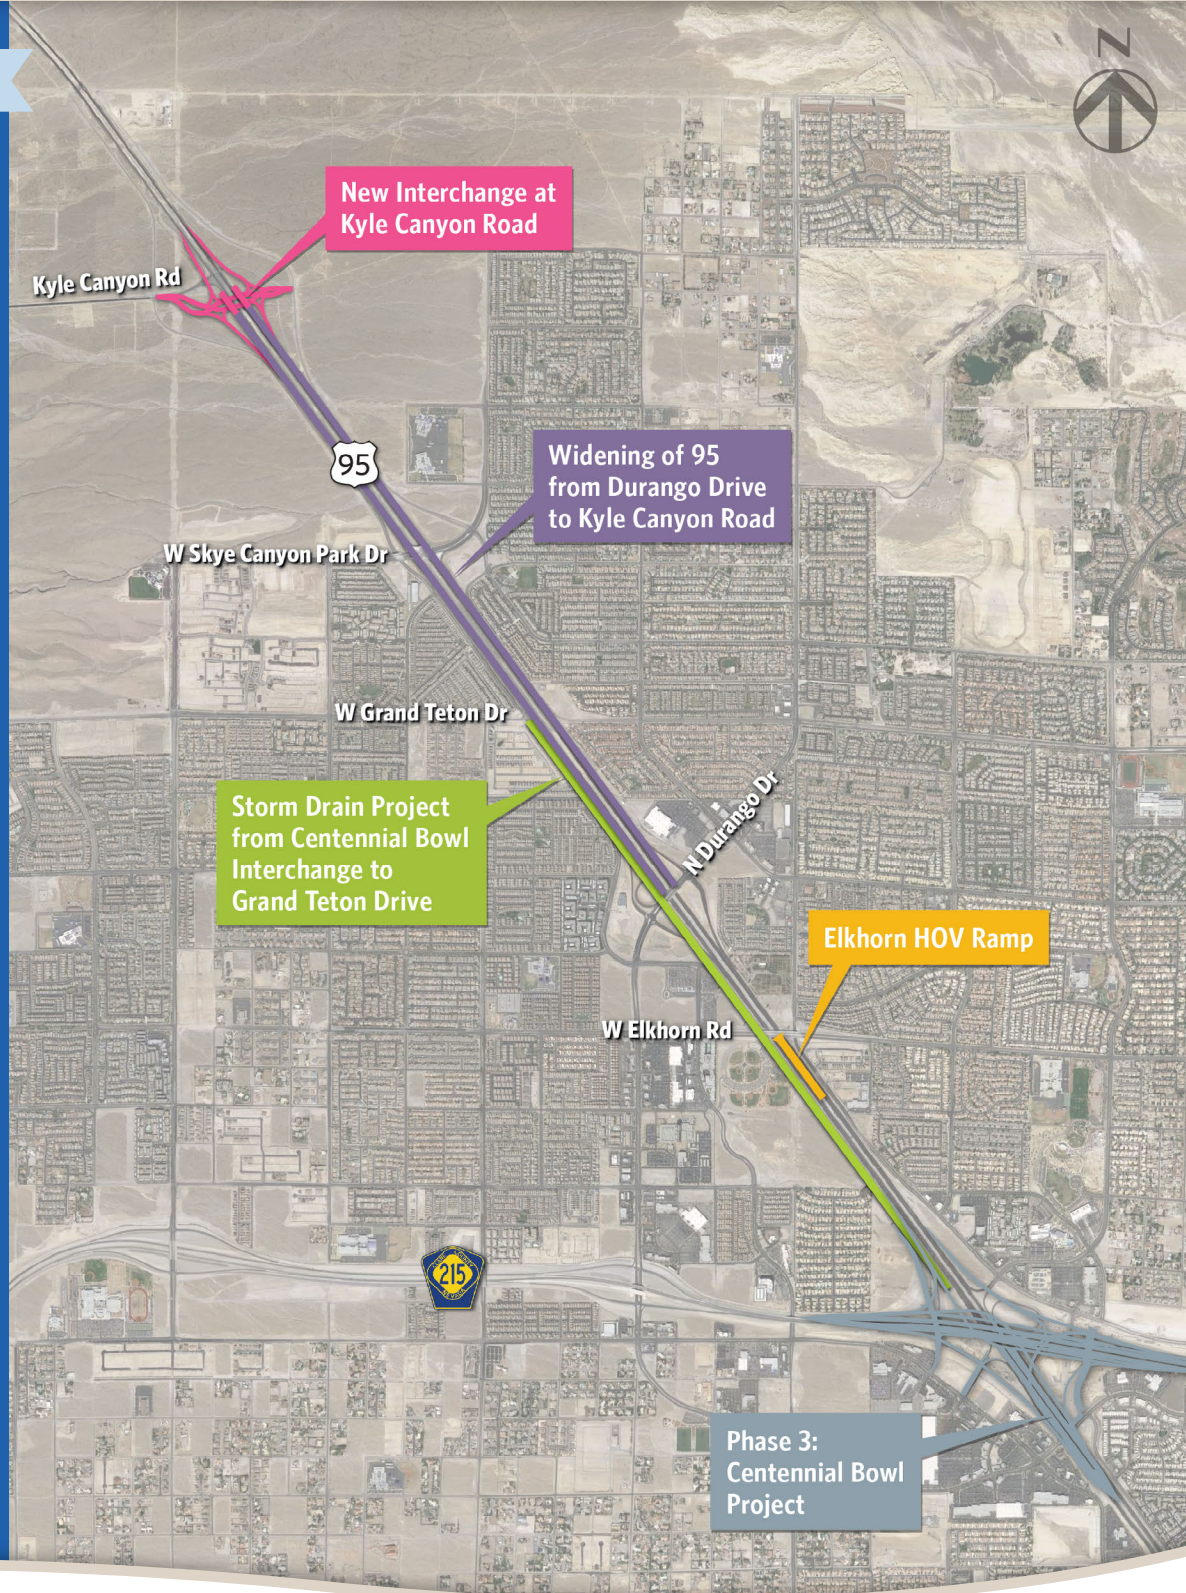 N
New Interchange at
Kyle Canyon Road
Kyle Canyon Rd
95
Widening of 95
from Durango Drive
to Kyle Canyon Road
W Skye Canyon Park Dr
W Grand Teton Dr
N Durango Dr
Storm Drain Project
from Centennial Bowl
Interchange to
Grand Teton Drive
Elkhorn HOV Ramp
W Elkhorn Rd
215
Phase 3:
Centennial Bowl
Project